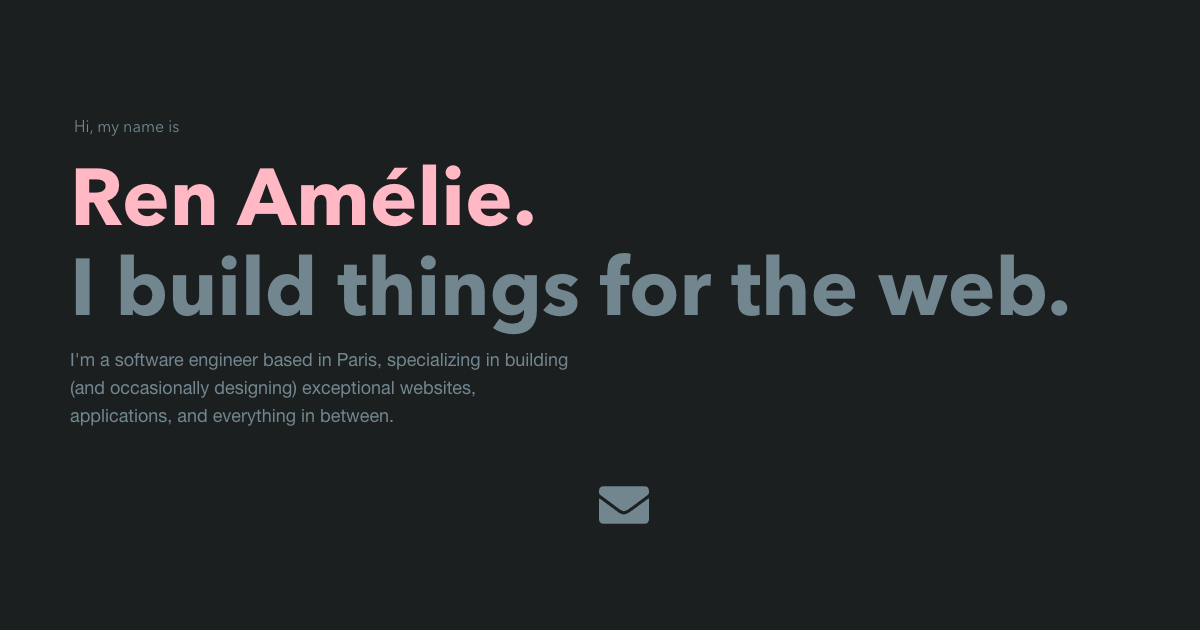 Hi, my name is
Ren Amélie.
I build things for the web.
I'm a software engineer based in Paris, specializing in building
(and occasionally designing) exceptional websites,
applications, and everything in between.